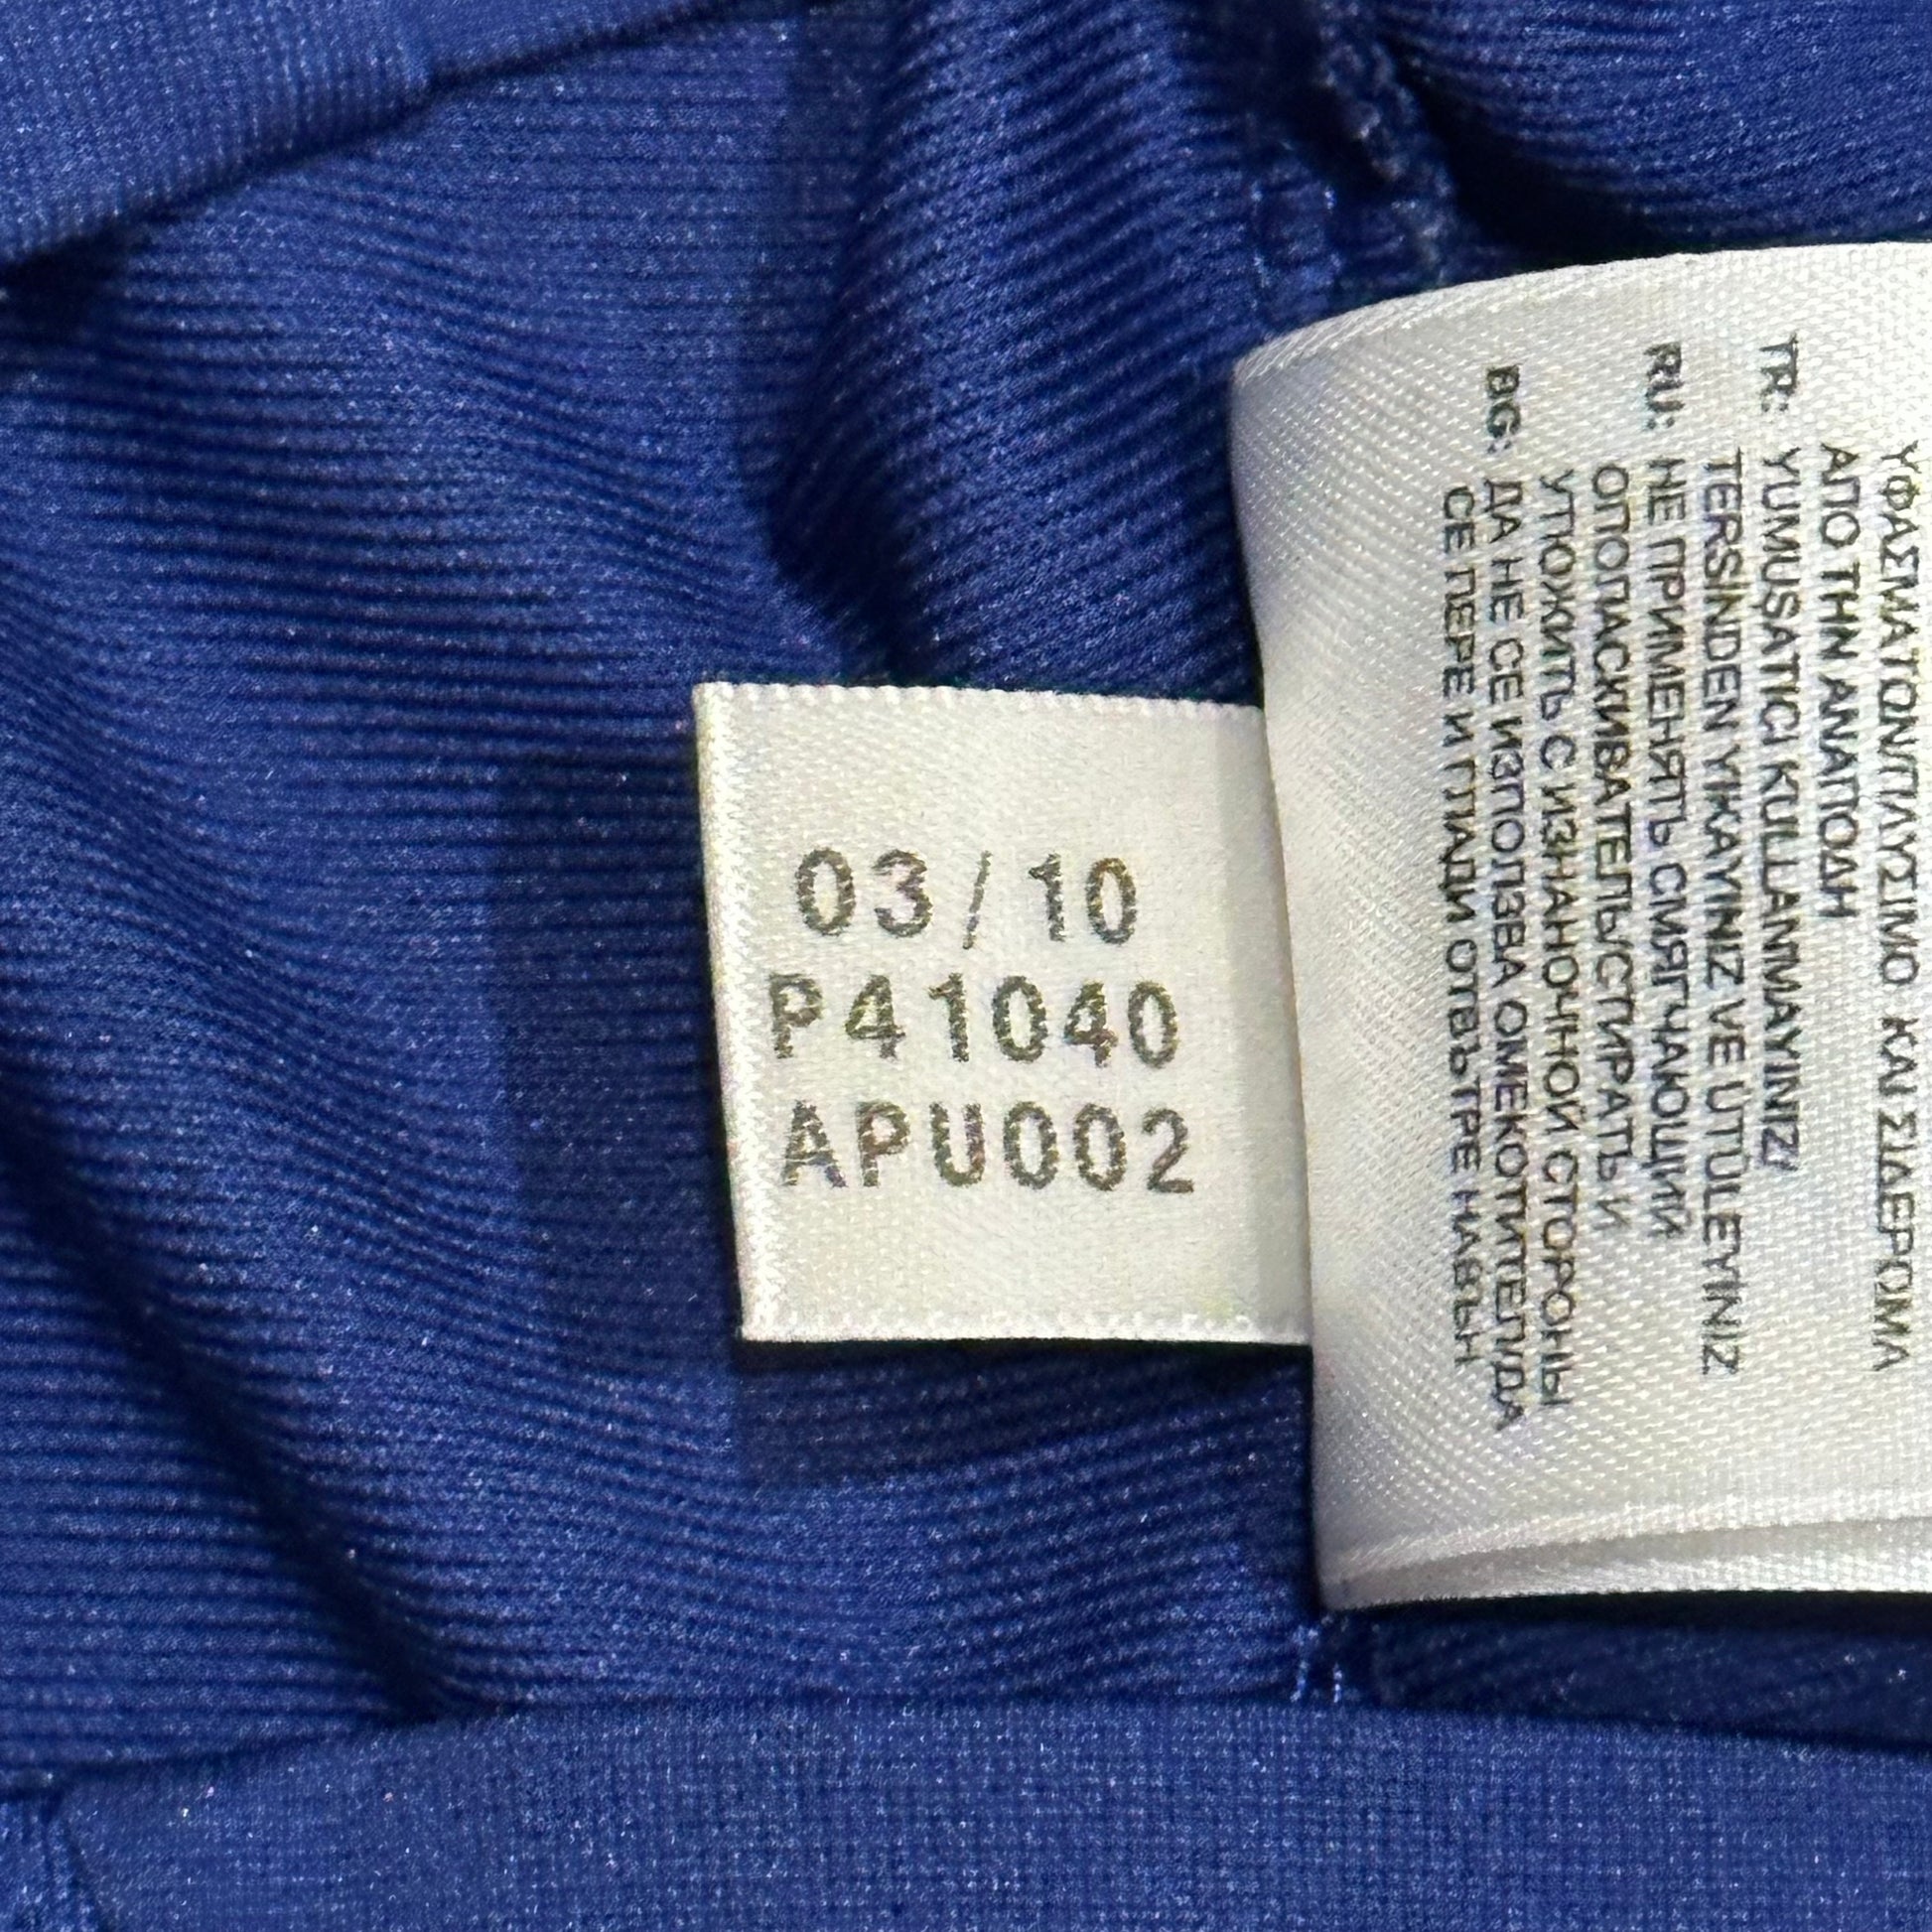 03/10
P41040
APU002
ΥΦΑΣΜΑΤΩΝ/ΠΛΥΣΙΜΟ ΚΑΙ ΣΙΔΕΡΩΜΑ
ΑΠΟ ΤΗΝ ΑΝΑΠΟΔΗ
TR: YUMUŞATICI KULLANMAYINIZ/
TERSİNDEN YIKAYINIZ VE ÜTÜLEYİNİZ
RU: НЕ ПРИМЕНЯТЬ СМЯГЧАЮЩИЙ
ОПОЛАСКИВАТЕЛЬ/СТИРАТЬ И
УТЮЖИТЬ С ИЗНАНОЧНОЙ СТОРОНЫ
BG: ДА НЕ СЕ ИЗПОЛЗВА ОМЕКОТИТЕЛ/ДА
СЕ ПЕРЕ И ГЛАДИ ОТВЪТРЕ НАВЪН